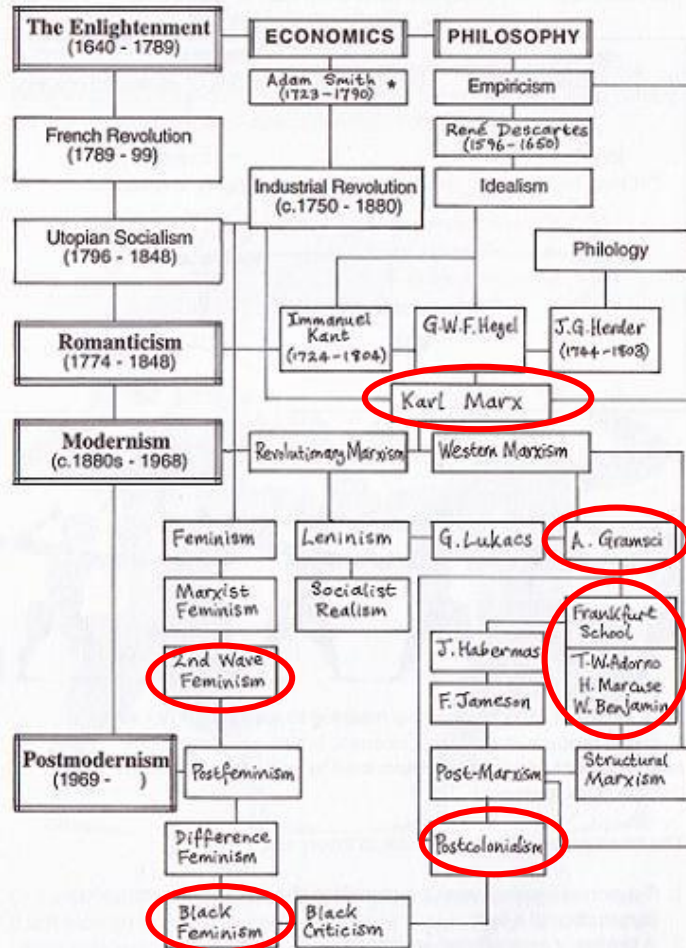 The Enlightenment
(1640 - 1789)
ECONOMICS
PHILOSOPHY
Adam Smith *
(1723-1790)
Empiricism
French Revolution
(1789 - 99)
René Descartes
(1596-1650)
Industrial Revolution
(c.1750 - 1880)
Idealism
Utopian Socialism
(1796 - 1848)
Philology
Romanticism
(1774 - 1848)
Immanuel
Kant
(1724-1804)
G.W.F. Hegel
J.G. Herder
(1744-1803)
Karl Marx
Modernism
(c.1880s - 1968)
Revolutionary Marxism
Western Marxism
Feminism
Leninism
G. Lukacs
A. Gramsci
Marxist
Feminism
Socialist
Realism
Frankfurt
School
T.W. Adorno
H. Marcuse
W. Benjamin
2nd Wave
Feminism
J. Habermas
F. Jameson
Postmodernism
(1969 - )
Postfeminism
Post-Marxism
Structural
Marxism
Difference
Feminism
Postcolonialism
Black
Feminism
Black
Criticism